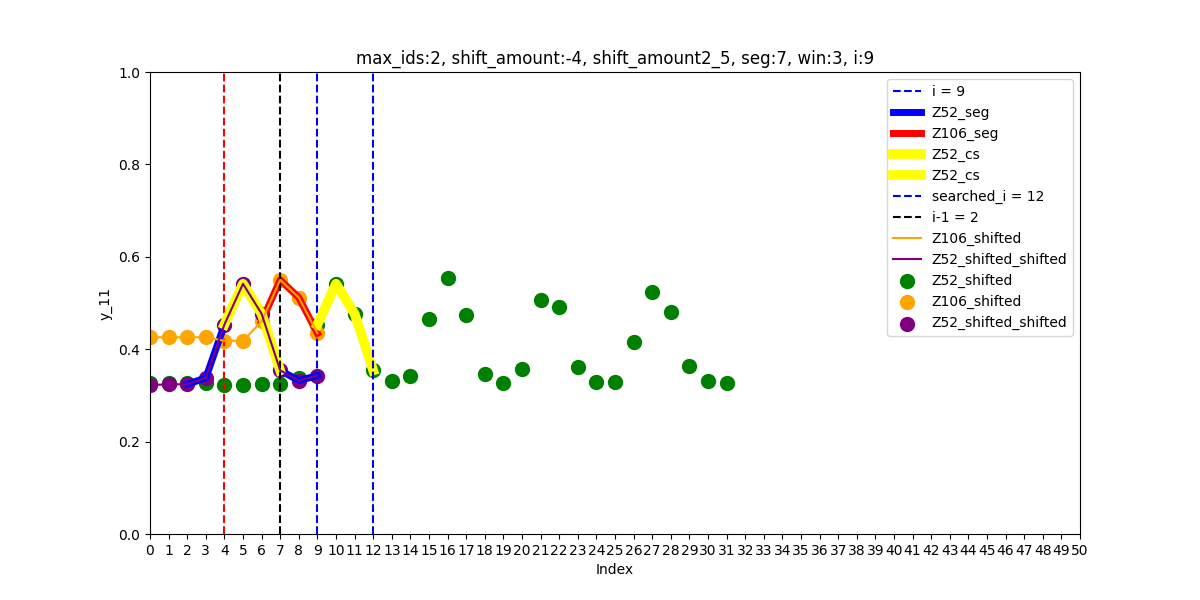 max_ids:2, shift_amount:-4, shift_amount2_5, seg:7, win:3, i:9
1.0
0.8
0.6
0.4
0.2
0.0
y_11
i = 9
Z52_seg
Z106_seg
Z52_cs
Z52_cs
searched_i = 12
i-1 = 2
Z106_shifted
Z52_shifted_shifted
Z52_shifted
Z106_shifted
Z52_shifted_shifted
0 1 2 3 4 5 6 7 8 9 10 11 12 13 14 15 16 17 18 19 20 21 22 23 24 25 26 27 28 29 30 31 32 33 34 35 36 37 38 39 40 41 42 43 44 45 46 47 48 49 50
Index